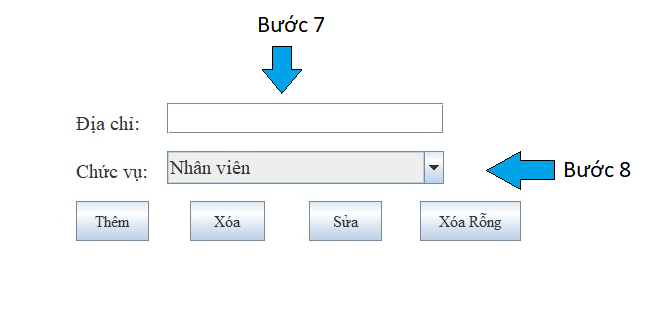 Bước 7
Địa chỉ:
Chức vụ: Nhân viên
Bước 8
Thêm Xóa Sửa Xóa Rỗng